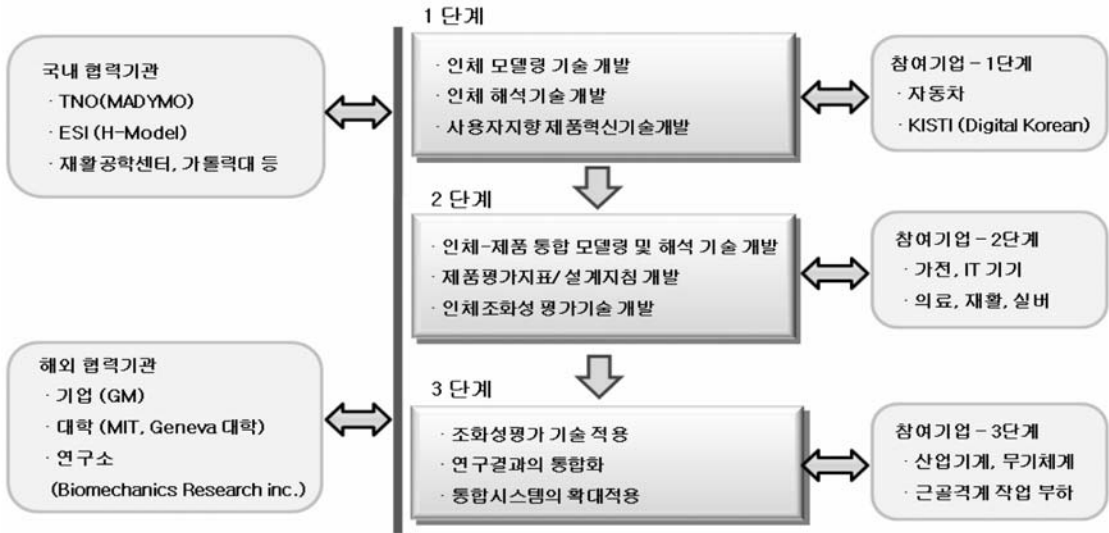 국내 협력기관
· TNO(MADYMO)
· ESI (H-Model)
· 재활공학센터, 가톨릭대 등
해외 협력기관
· 기업 (GM)
· 대학 (MIT, Geneva 대학)
· 연구소
(Biomechanics Research inc.)
1 단계
· 인체 모델링 기술 개발
· 인체 해석기술 개발
· 사용자지향 제품혁신기술개발
2 단계
· 인체-제품 통합 모델링 및 해석 기술 개발
· 제품평가지표/ 설계지침 개발
· 인체조화성 평가기술 개발
3 단계
· 조화성평가 기술 적용
· 연구결과의 통합화
· 통합시스템의 확대적용
참여기업 - 1단계
· 자동차
· KISTI (Digital Korean)
참여기업 - 2단계
· 가전, IT 기기
· 의료, 재활, 실버
참여기업 - 3단계
· 산업기계, 무기체계
· 근골격계 작업 부하